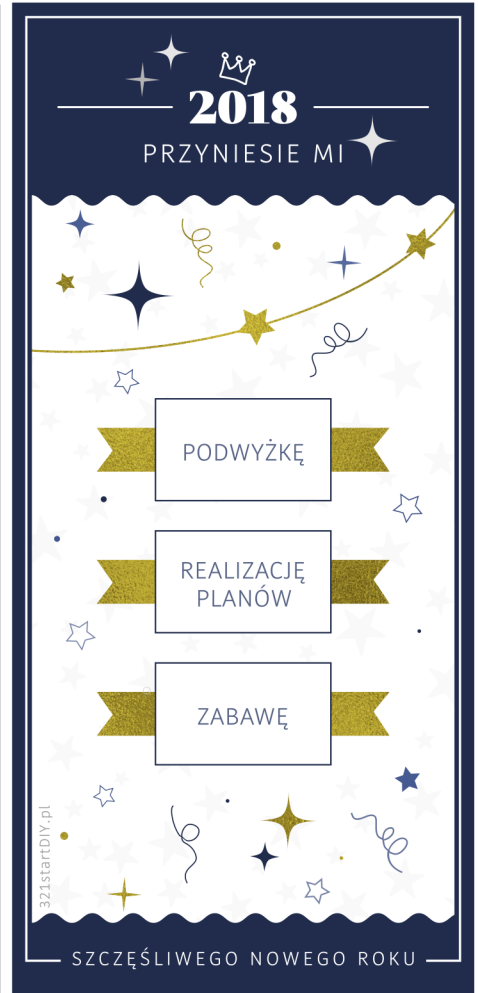 2018
PRZYNIESIE MI
PODWYŻKĘ
REALIZACJĘ
PLANÓW
ZABAWĘ
321startDIY.pl
SZCZĘŚLIWEGO NOWEGO ROKU